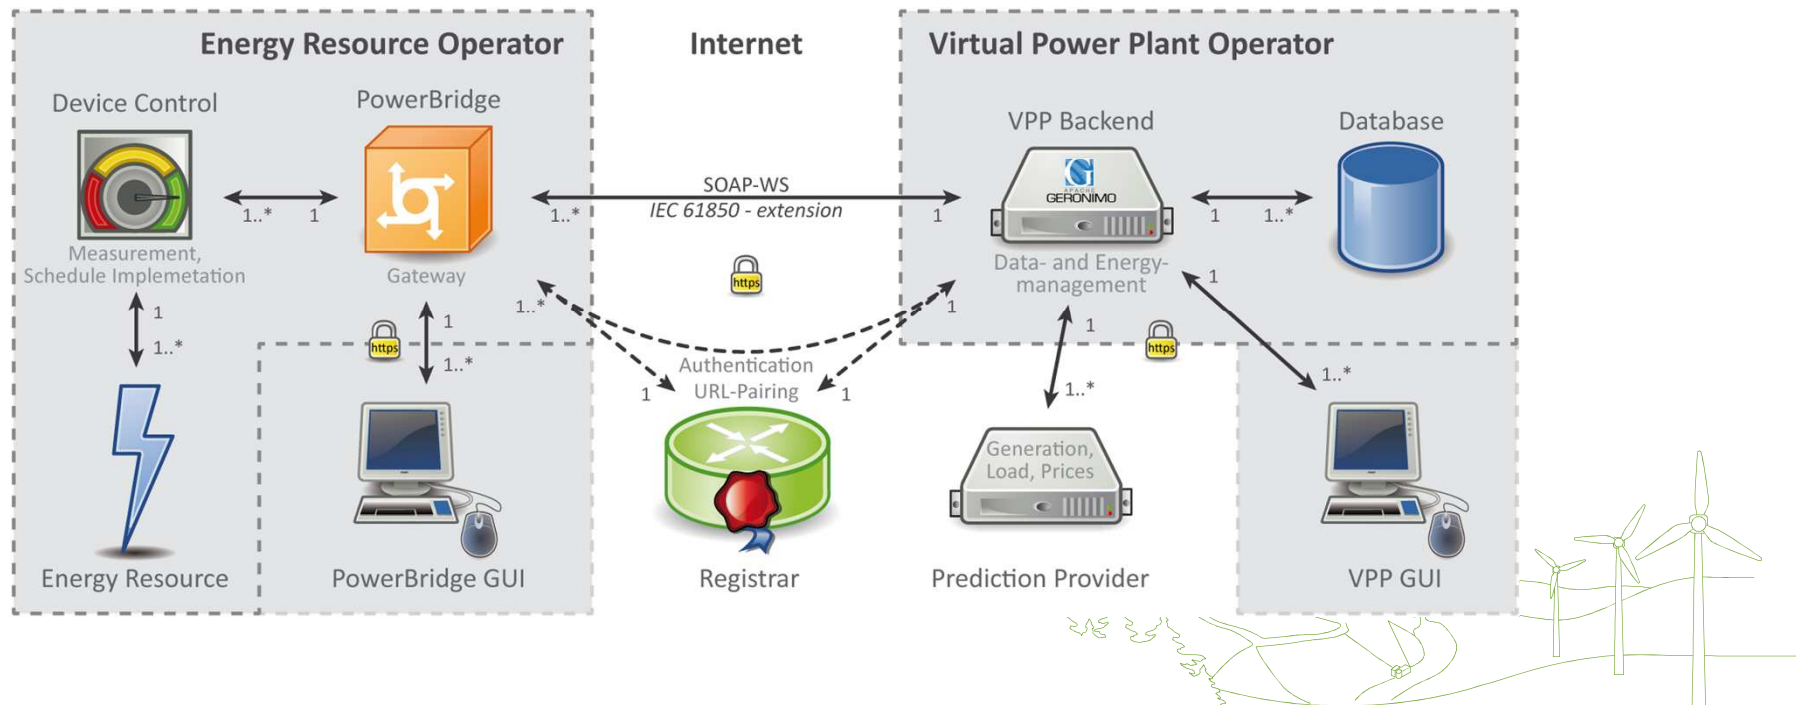 Energy Resource Operator
Internet
Virtual Power Plant Operator
Device Control
PowerBridge
VPP Backend
Database
APACHE
GERONIMO
SOAP-WS
IEC 61850 - extension
1..*
1
1..*
1
1
1..*
Measurement,
Schedule Implemetation
Gateway
https
Data- and Energy-
management
1
1..*
1
1..*
1
1
1..*
https
1
https
Authentication
URL-Pairing
1..*
1
1
1..*
1..*
Generation,
Load, Prices
Energy Resource
PowerBridge GUI
Registrar
Prediction Provider
VPP GUI